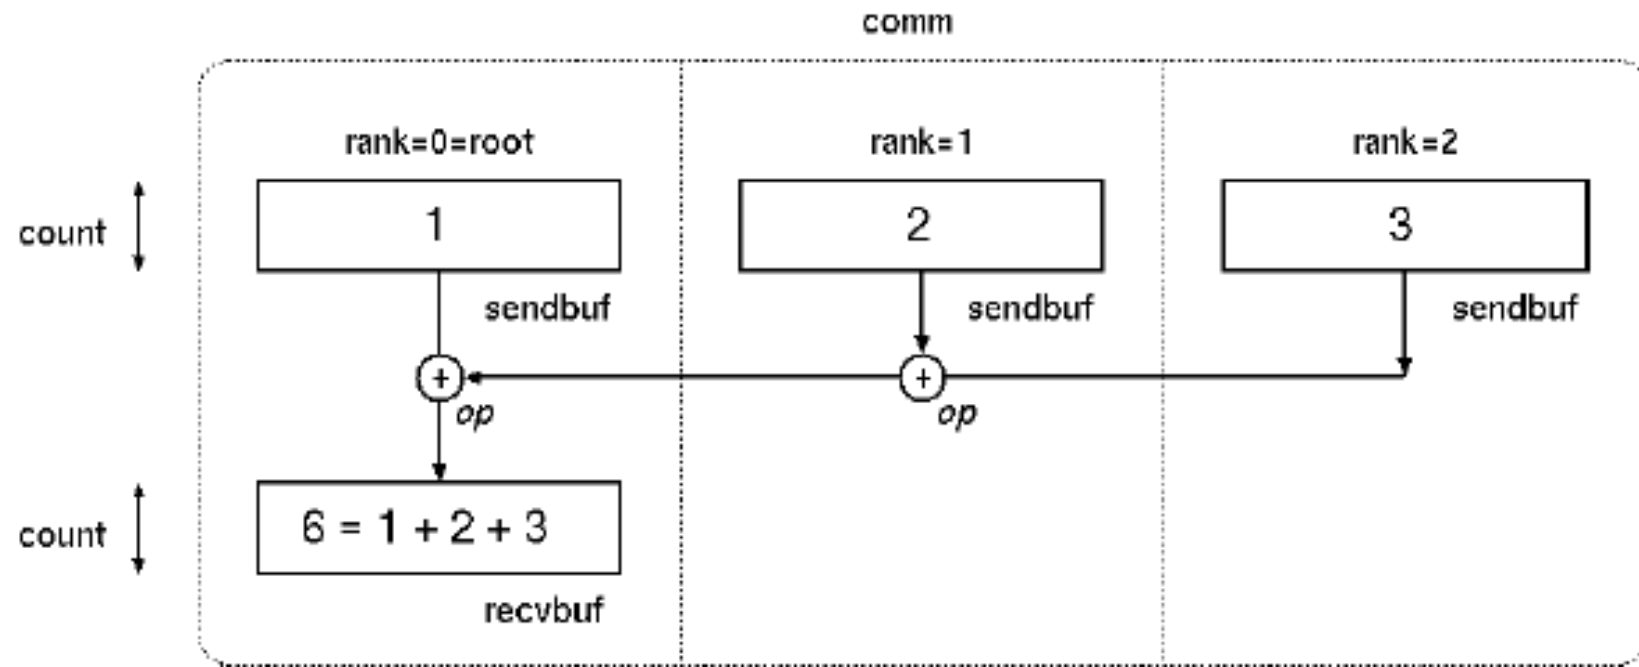 comm
rank=0=root
rank=1
rank=2
count
1
2
3
sendbuf
sendbuf
sendbuf
+
+
op
op
count
6 = 1 + 2 + 3
recvbuf